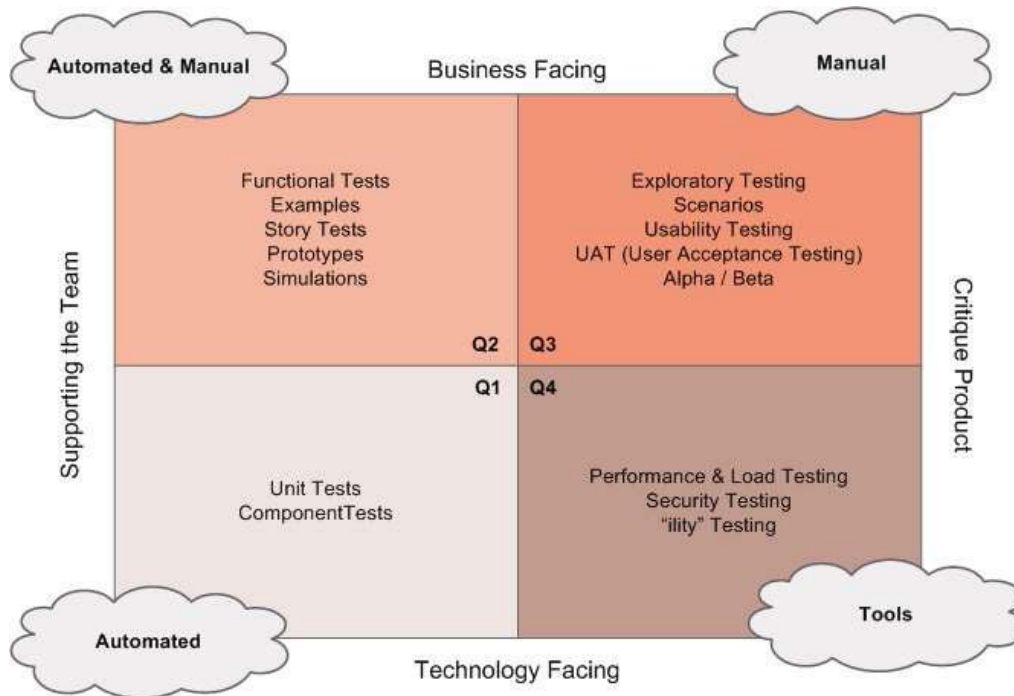 Automated & Manual
Business Facing
Manual
Functional Tests
Examples
Story Tests
Prototypes
Simulations
Exploratory Testing
Scenarios
Usability Testing
UAT (User Acceptance Testing)
Alpha / Beta
Supporting the Team
Critique Product
Q2
Q3
Q1
Q4
Unit Tests
ComponentTests
Performance & Load Testing
Security Testing
“ility” Testing
Automated
Technology Facing
Tools